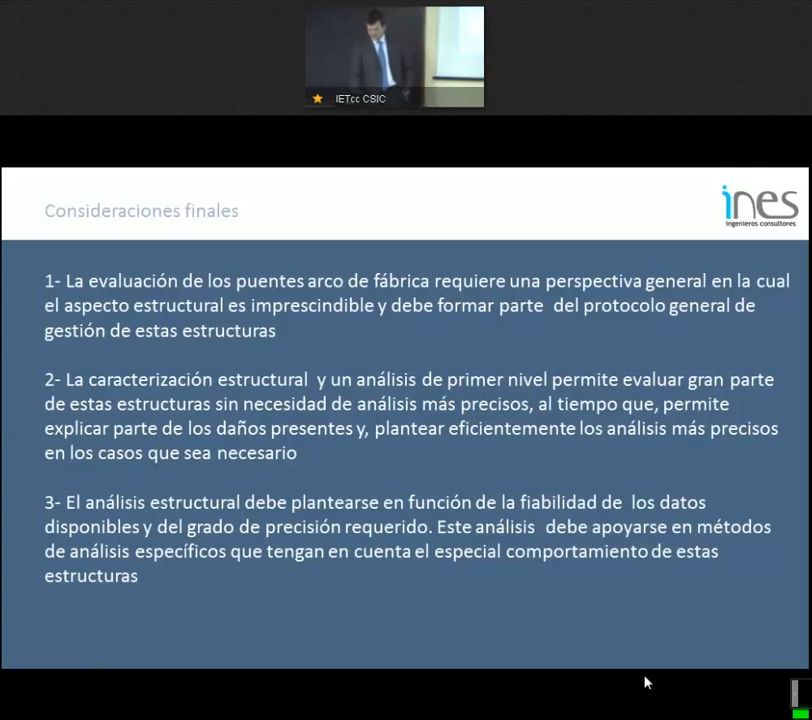 IETcc CSIC
Consideraciones finales
ines
ingenieros consultores
1- La evaluación de los puentes arco de fábrica requiere una perspectiva general en la cual
el aspecto estructural es imprescindible y debe formar parte del protocolo general de
gestión de estas estructuras
2- La caracterización estructural y un análisis de primer nivel permite evaluar gran parte
de estas estructuras sin necesidad de análisis más precisos, al tiempo que, permite
explicar parte de los daños presentes y, plantear eficientemente los análisis más precisos
en los casos que sea necesario
3- El análisis estructural debe plantearse en función de la fiabilidad de los datos
disponibles y del grado de precisión requerido. Este análisis debe apoyarse en métodos
de análisis específicos que tengan en cuenta el especial comportamiento de estas
estructuras